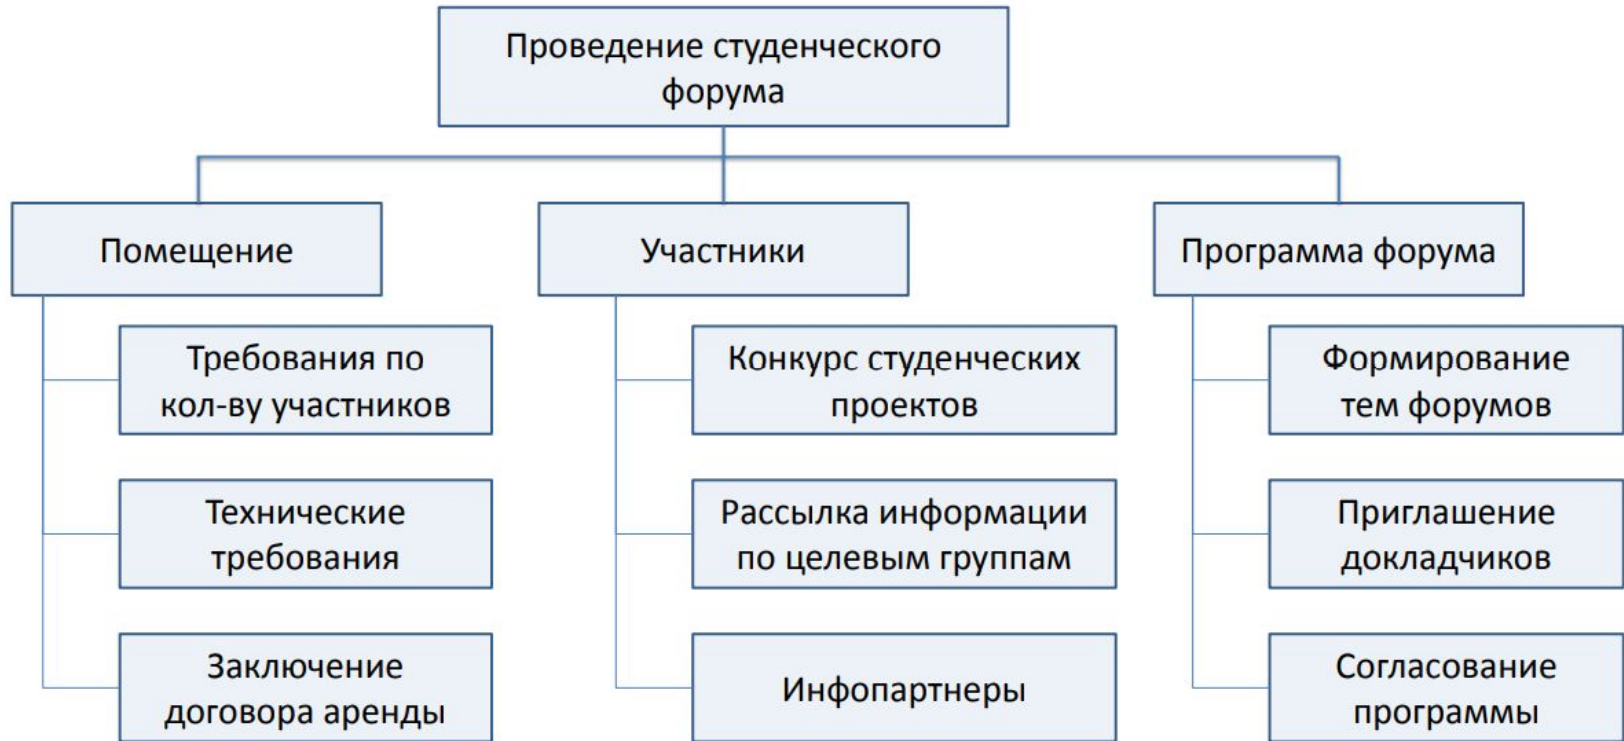 Проведение студенческого
форума
Помещение
Требования по
кол-ву участников
Технические
требования
Заключение
договора аренды
Участники
Конкурс студенческих
проектов
Рассылка информации
по целевым группам
Инфопартнеры
Программа форума
Формирование
тем форумов
Приглашение
докладчиков
Согласование
программы